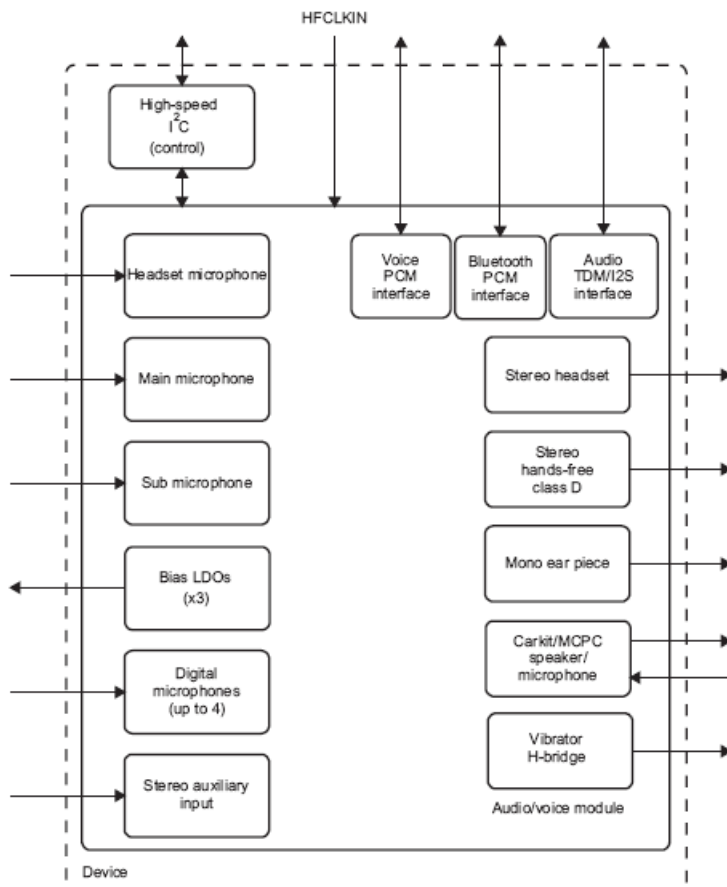 HFCLKIN
High-speed
I²C
(control)
Headset microphone
Voice
PCM
interface
Bluetooth
PCM
interface
Audio
TDM/I2S
interface
Main microphone
Stereo headset
Sub microphone
Stereo
hands-free
class D
Bias LDOs
(x3)
Mono ear piece
Digital
microphones
(up to 4)
Carkit/MCPC
speaker/
microphone
Stereo auxiliary
input
Vibrator
H-bridge
Audio/voice module
Device